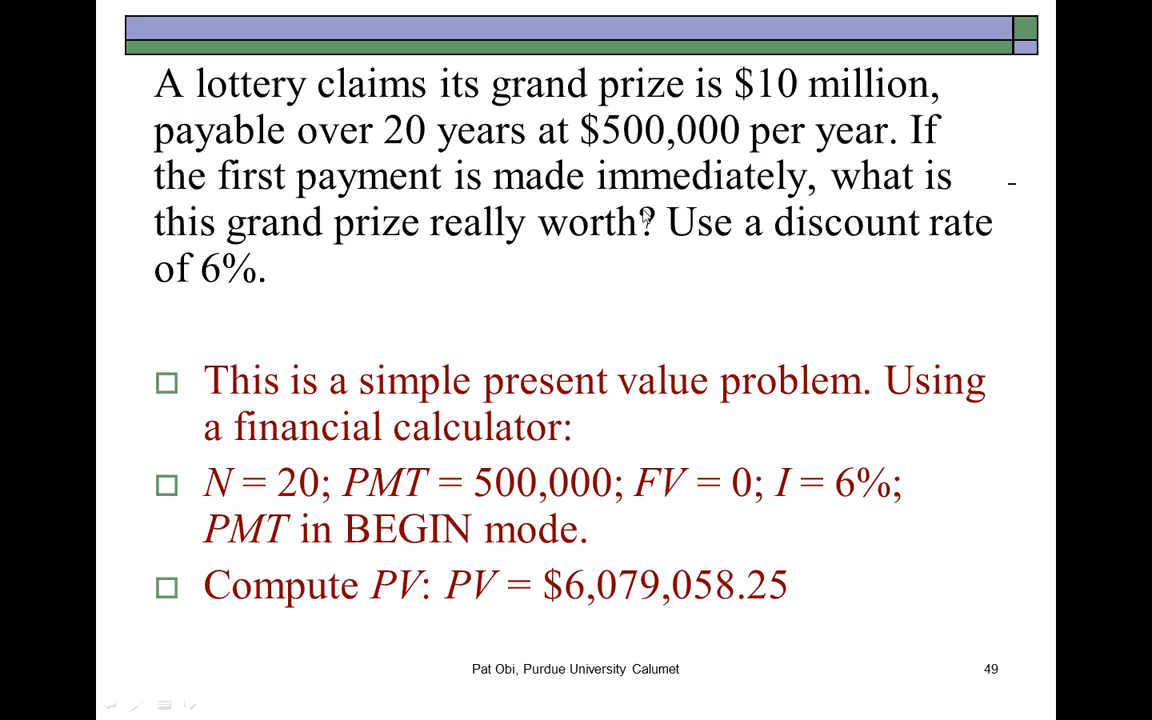 A lottery claims its grand prize is $10 million,
payable over 20 years at $500,000 per year. If
the first payment is made immediately, what is
this grand prize really worth? Use a discount rate
of 6%.
This is a simple present value problem. Using
a financial calculator:
N = 20; PMT = 500,000; FV = 0; I = 6%;
PMT in BEGIN mode.
Compute PV: PV = $6,079,058.25
Pat Obi, Purdue University Calumet
49